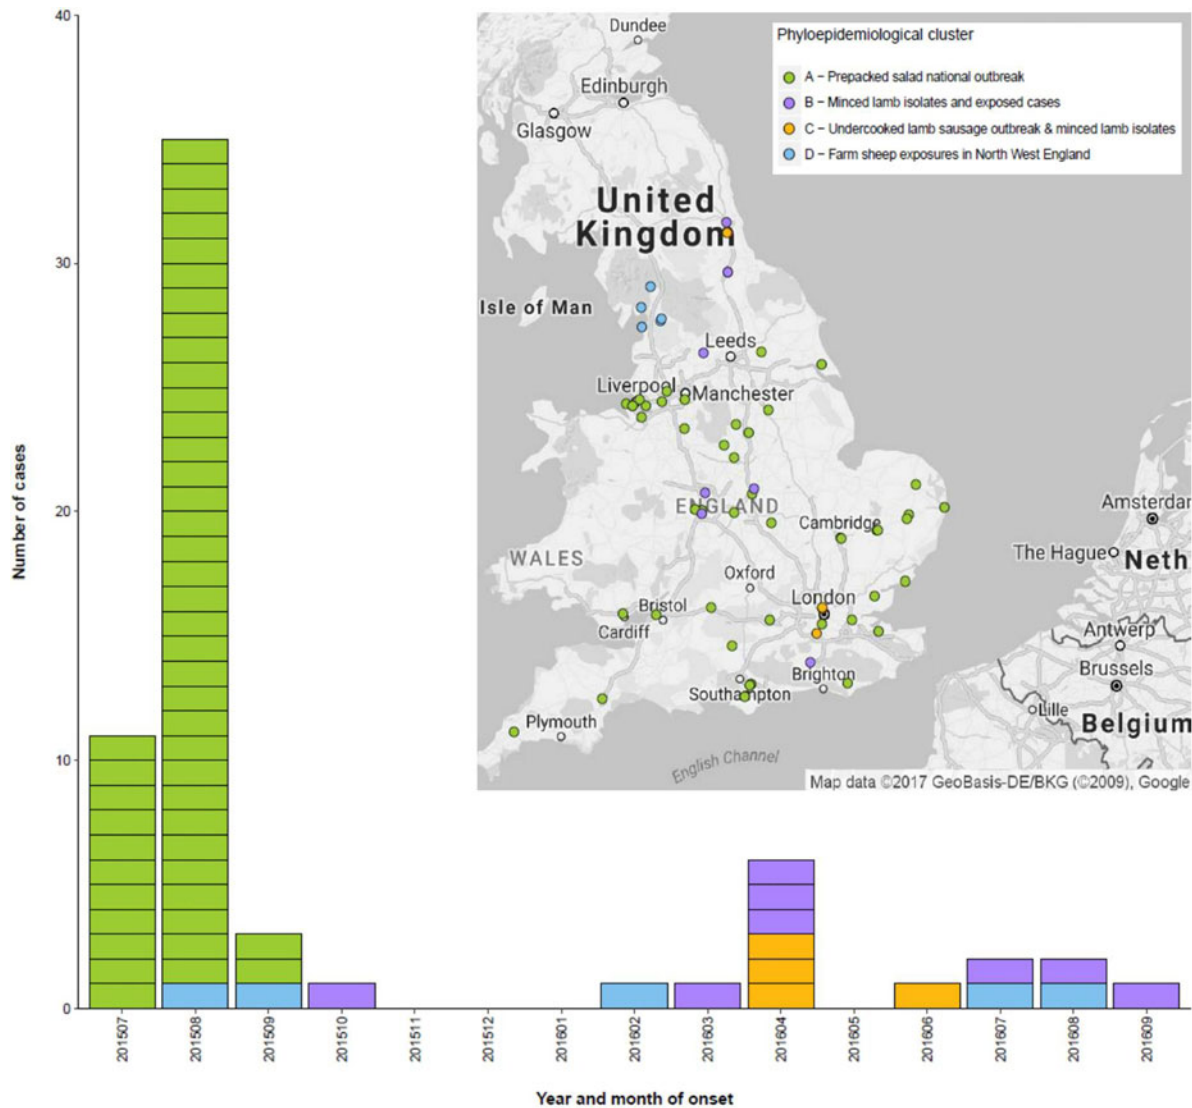 40
30
20
10
0
Number of cases
201507
201508
201509
201510
201511
201512
201601
201602
201603
201604
201605
201606
201607
201608
201609
Year and month of onset
Phyloepidemiological cluster
A – Prepacked salad national outbreak
B – Minced lamb isolates and exposed cases
C – Undercooked lamb sausage outbreak & minced lamb isolates
D – Farm sheep exposures in North West England
Dundee
Edinburgh
Glasgow
United
Kingdom
Isle of Man
Leeds
Liverpool
Manchester
ENGLAND
Cambridge
WALES
Oxford
London
Bristol
Cardiff
Brighton
Southampton
Plymouth
English Channel
Amsterdar
The Hague
Neth
Antwerp
Brussels
Lille
Belgium
Map data ©2017 GeoBasis-DE/BKG (©2009), Google